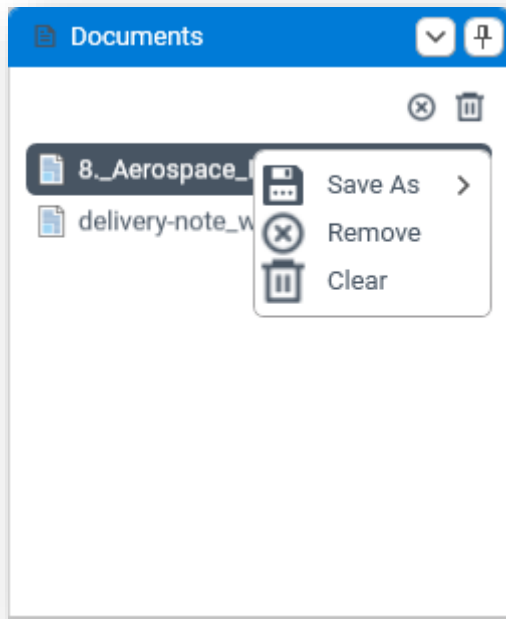 Documents
8._Aerospace_
delivery-note_w
Save As
Remove
Clear